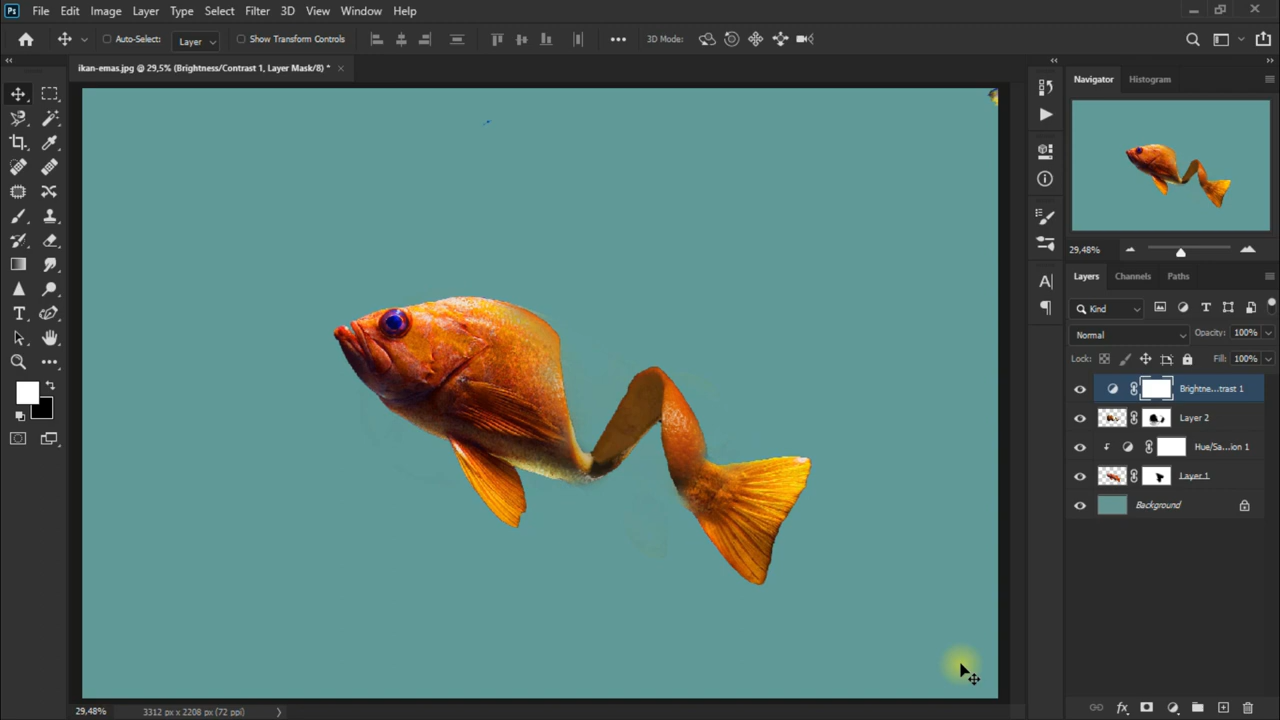 Ps File Edit Image Layer Type Select Filter 3D View Window Help
Auto-Select: Layer Show Transform Controls 3D Mode:
ikan-emas.jpg @ 29,5% (Brightness/Contrast 1, Layer Mask/8) *
Navigator Histogram
29,48%
Layers Channels Paths
Kind
Normal Opacity: 100%
Lock: Fill: 100%
Brightne...trast 1
Layer 2
Hue/Sa...ion 1
Layer 1
Background
29,48% 3312 px x 2208 px (72 ppi)